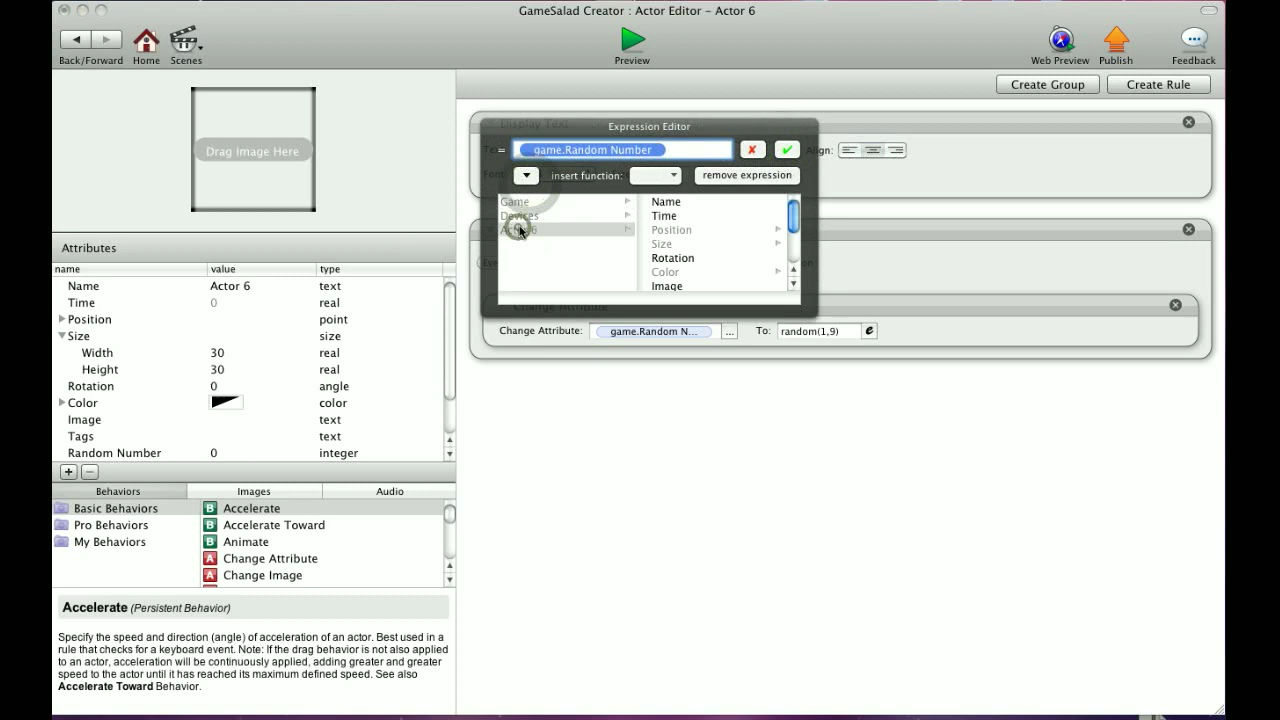 GameSalad Creator : Actor Editor - Actor 6
Back/Forward Home Scenes Preview Web Preview Publish Feedback
Create Group Create Rule
Drag Image Here
Display Text
Expression Editor
= game.Random Number
Align:
insert function: remove expression
Game
Devices
Name
Time
Position
Size
Rotation
Color
Image
Change Attribute
Change Attribute: game.Random N... ... To: random(1,9) e
Attributes
name value type
Name Actor 6 text
Time 0 real
Position point
Size size
Width 30 real
Height 30 real
Rotation 0 angle
Color color
Image text
Tags text
Random Number 0 integer
+ −
Behaviors Images Audio
Basic Behaviors
Pro Behaviors
My Behaviors
B Accelerate
B Accelerate Toward
B Animate
A Change Attribute
A Change Image
Accelerate (Persistent Behavior)
Specify the speed and direction (angle) of acceleration of an actor. Best used in a
rule that checks for a keyboard event. Note: If the drag behavior is not also applied
to an actor, acceleration will be continuously applied, adding greater and greater
speed to the actor until it has reached its maximum defined speed. See also
Accelerate Toward Behavior.